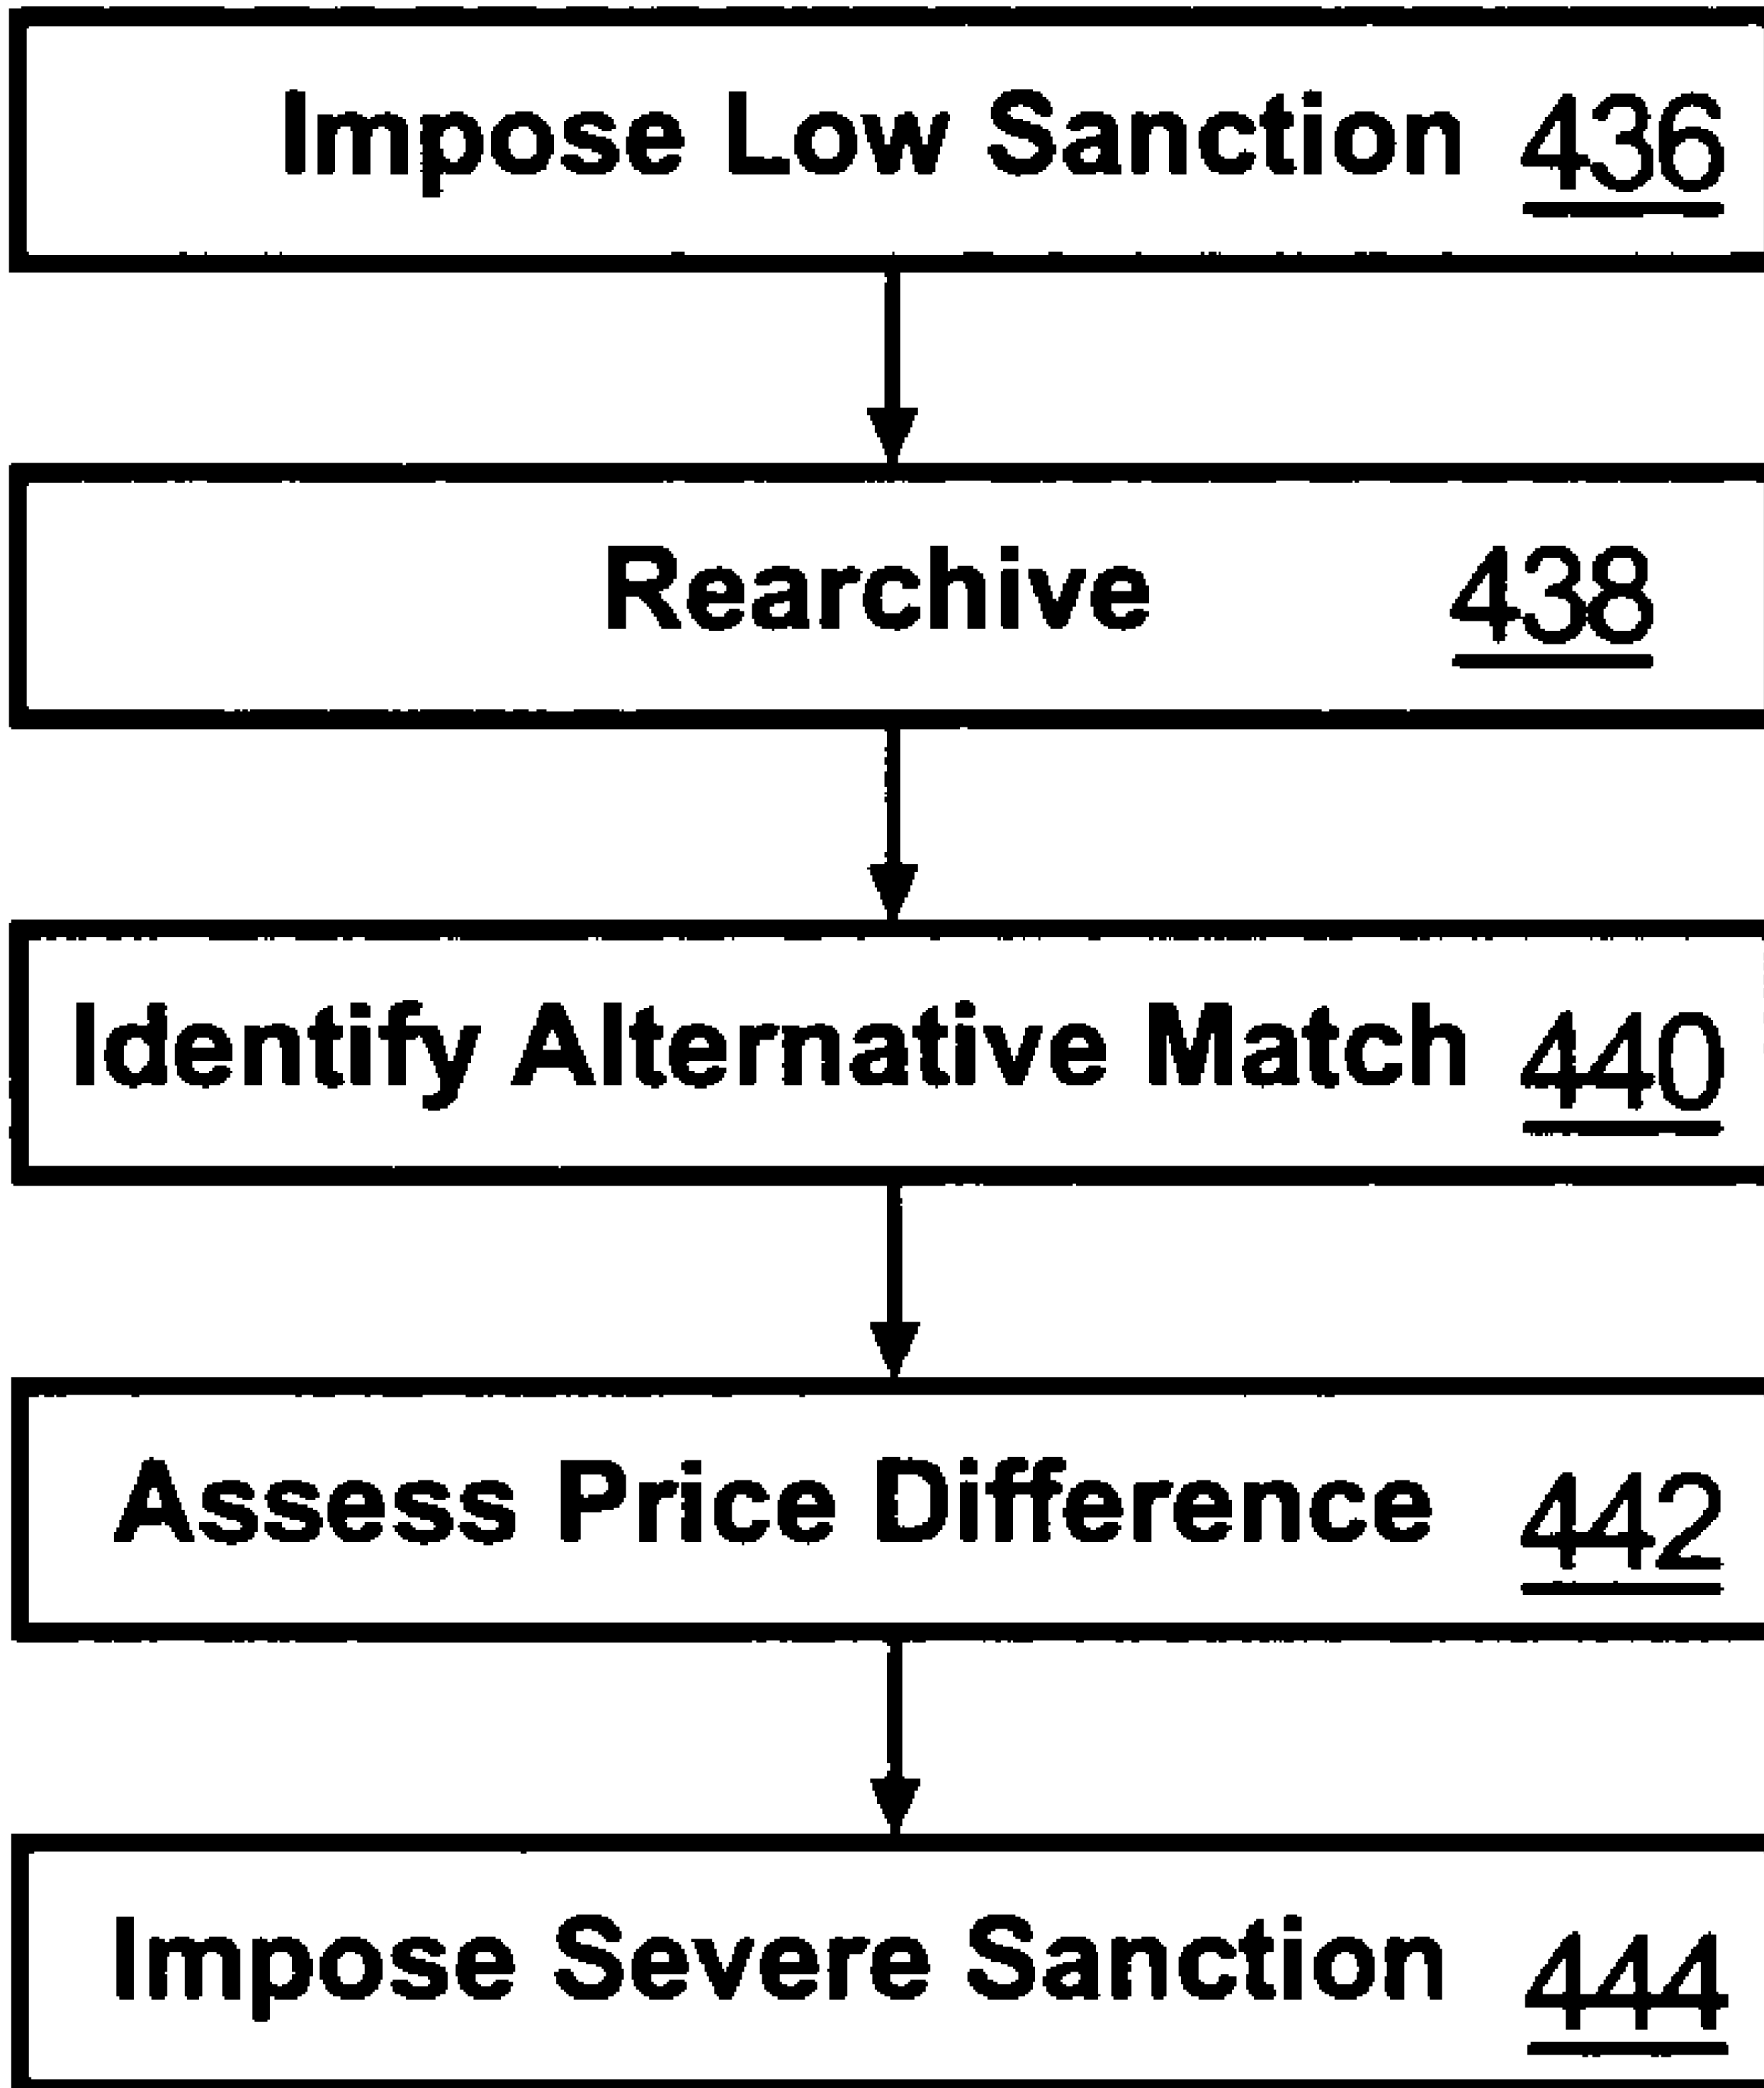 Impose Low Sanction 436
Rearchive 438
Identify Alternative Match 440
Assess Price Difference 442
Impose Severe Sanction 444